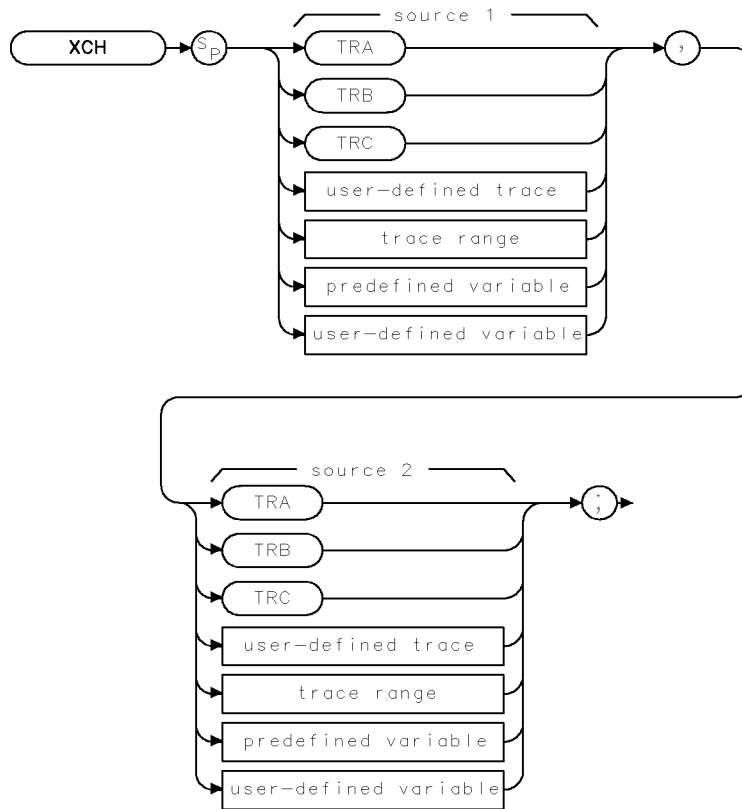 source 1
XCH
SP
TRA
,
TRB
TRC
user-defined trace
trace range
predefined variable
user-defined variable
source 2
TRA
;
TRB
TRC
user-defined trace
trace range
predefined variable
user-defined variable